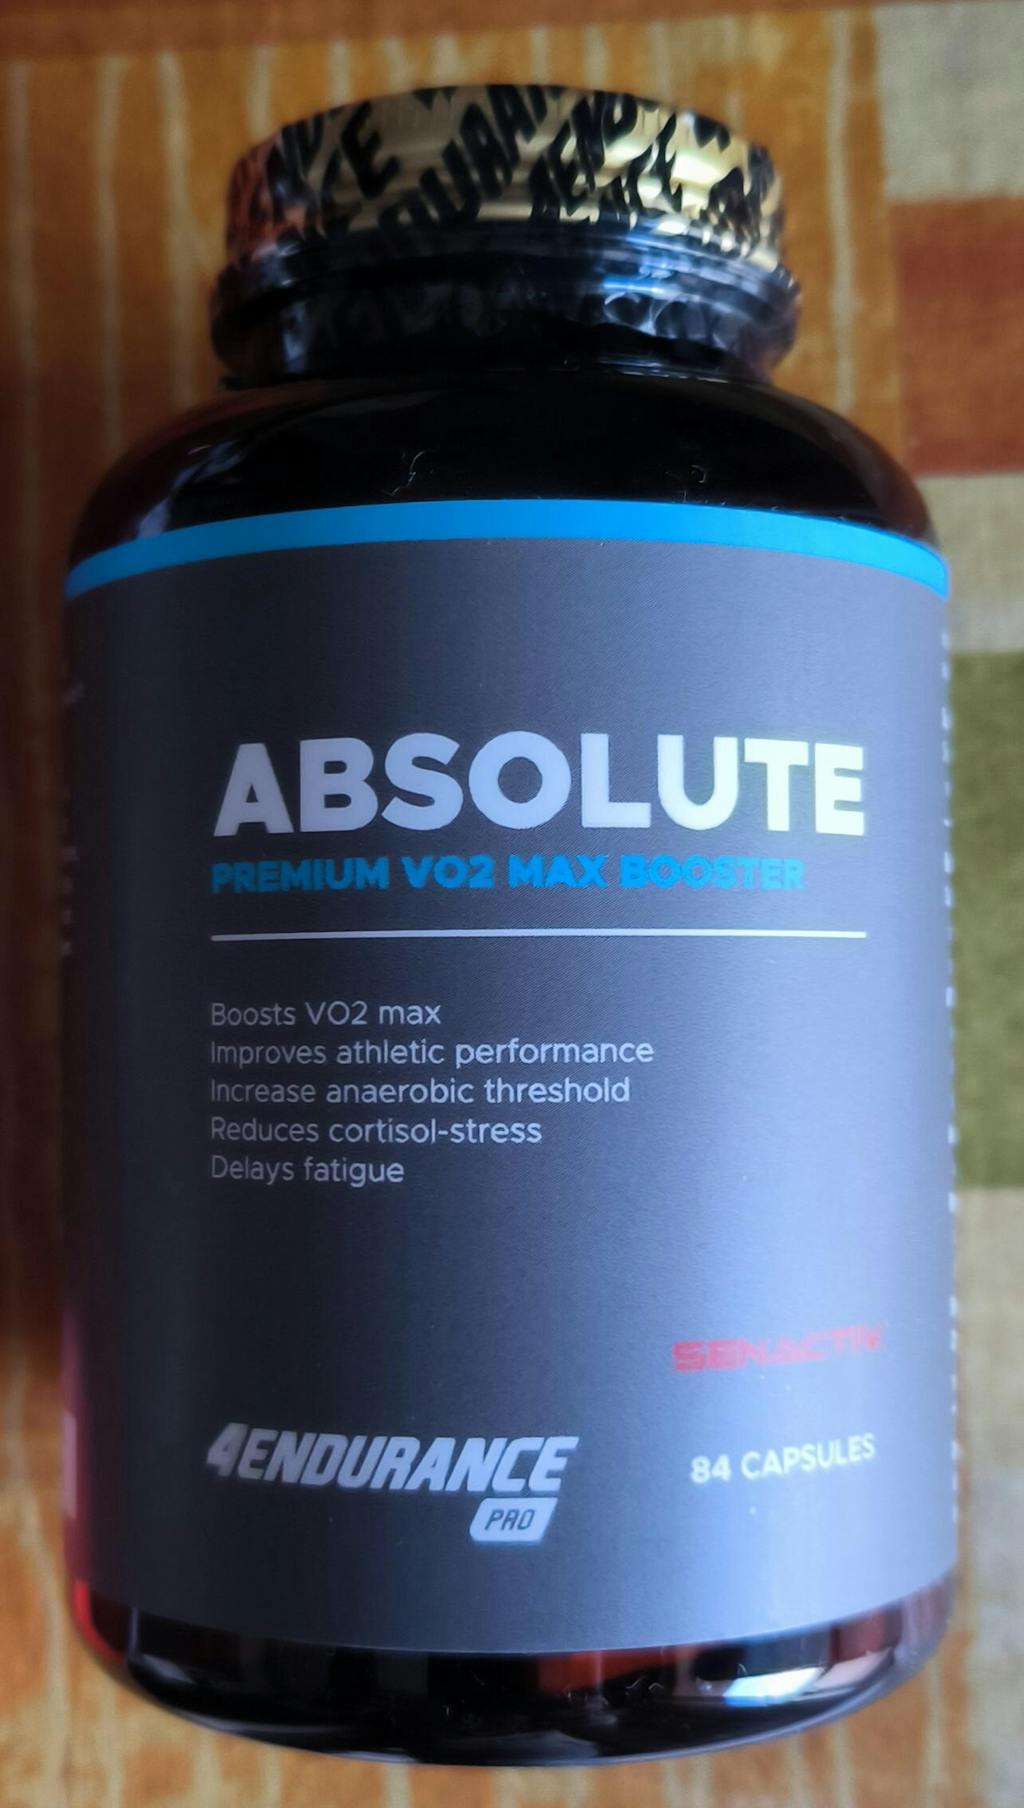 ABSOLUTE
PREMIUM VO2 MAX BOOSTER
Boosts VO2 max
Improves athletic performance
Increase anaerobic threshold
Reduces cortisol-stress
Delays fatigue
SENACTIV
4ENDURANCE
PRO
84 CAPSULES